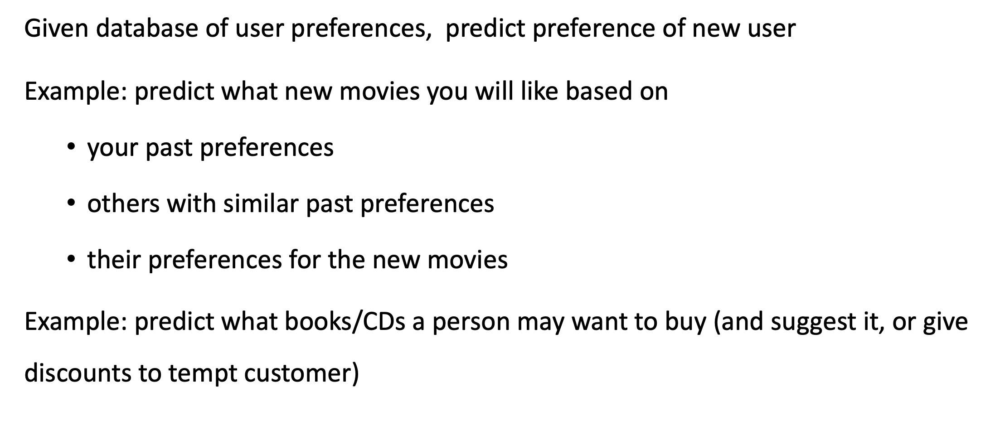 Given database of user preferences,  predict preference of new user
Example: predict what new movies you will like based on
• your past preferences
• others with similar past preferences
• their preferences for the new movies
Example: predict what books/CDs a person may want to buy (and suggest it, or give
discounts to tempt customer)